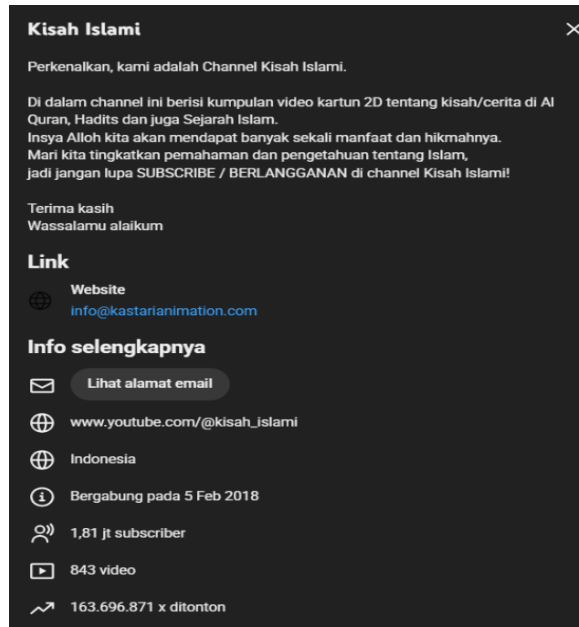 Kisah Islami
Perkenalkan, kami adalah Channel Kisah Islami.
Di dalam channel ini berisi kumpulan video kartun 2D tentang kisah/cerita di Al
Quran, Hadits dan juga Sejarah Islam.
Insya Alloh kita akan mendapat banyak sekali manfaat dan hikmahnya.
Mari kita tingkatkan pemahaman dan pengetahuan tentang Islam,
jadi jangan lupa SUBSCRIBE / BERLANGGANAN di channel Kisah Islami!
Terima kasih
Wassalamu alaikum
Link
Website
info@kastarianimation.com
Info selengkapnya
Lihat alamat email
www.youtube.com/@kisah_islami
Indonesia
Bergabung pada 5 Feb 2018
1,81 jt subscriber
843 video
163.696.871 x ditonton